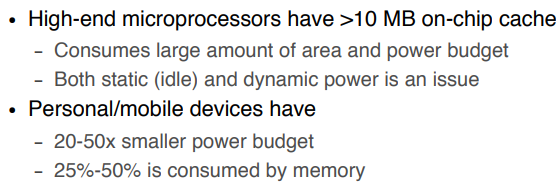 • High-end microprocessors have >10 MB on-chip cache
– Consumes large amount of area and power budget
– Both static (idle) and dynamic power is an issue
• Personal/mobile devices have
– 20-50x smaller power budget
– 25%-50% is consumed by memory